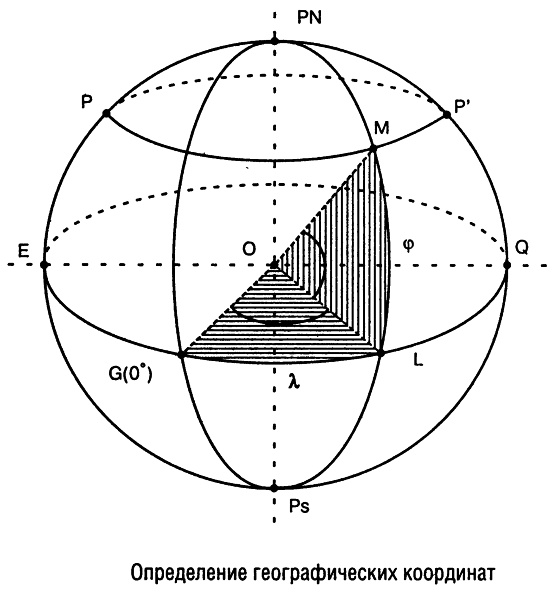 PN
P
P'
M
E
O
φ
Q
G(0°)
λ
L
Ps
Определение географических координат